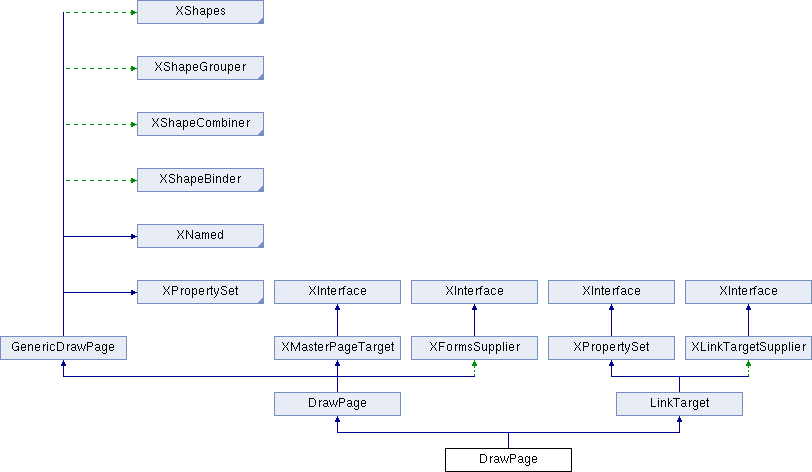 XShapes
XShapeGrouper
XShapeCombiner
XShapeBinder
XNamed
XPropertySet
XInterface
XInterface
XInterface
XInterface
GenericDrawPage
XMasterPageTarget
XFormsSupplier
XPropertySet
XLinkTargetSupplier
DrawPage
LinkTarget
DrawPage